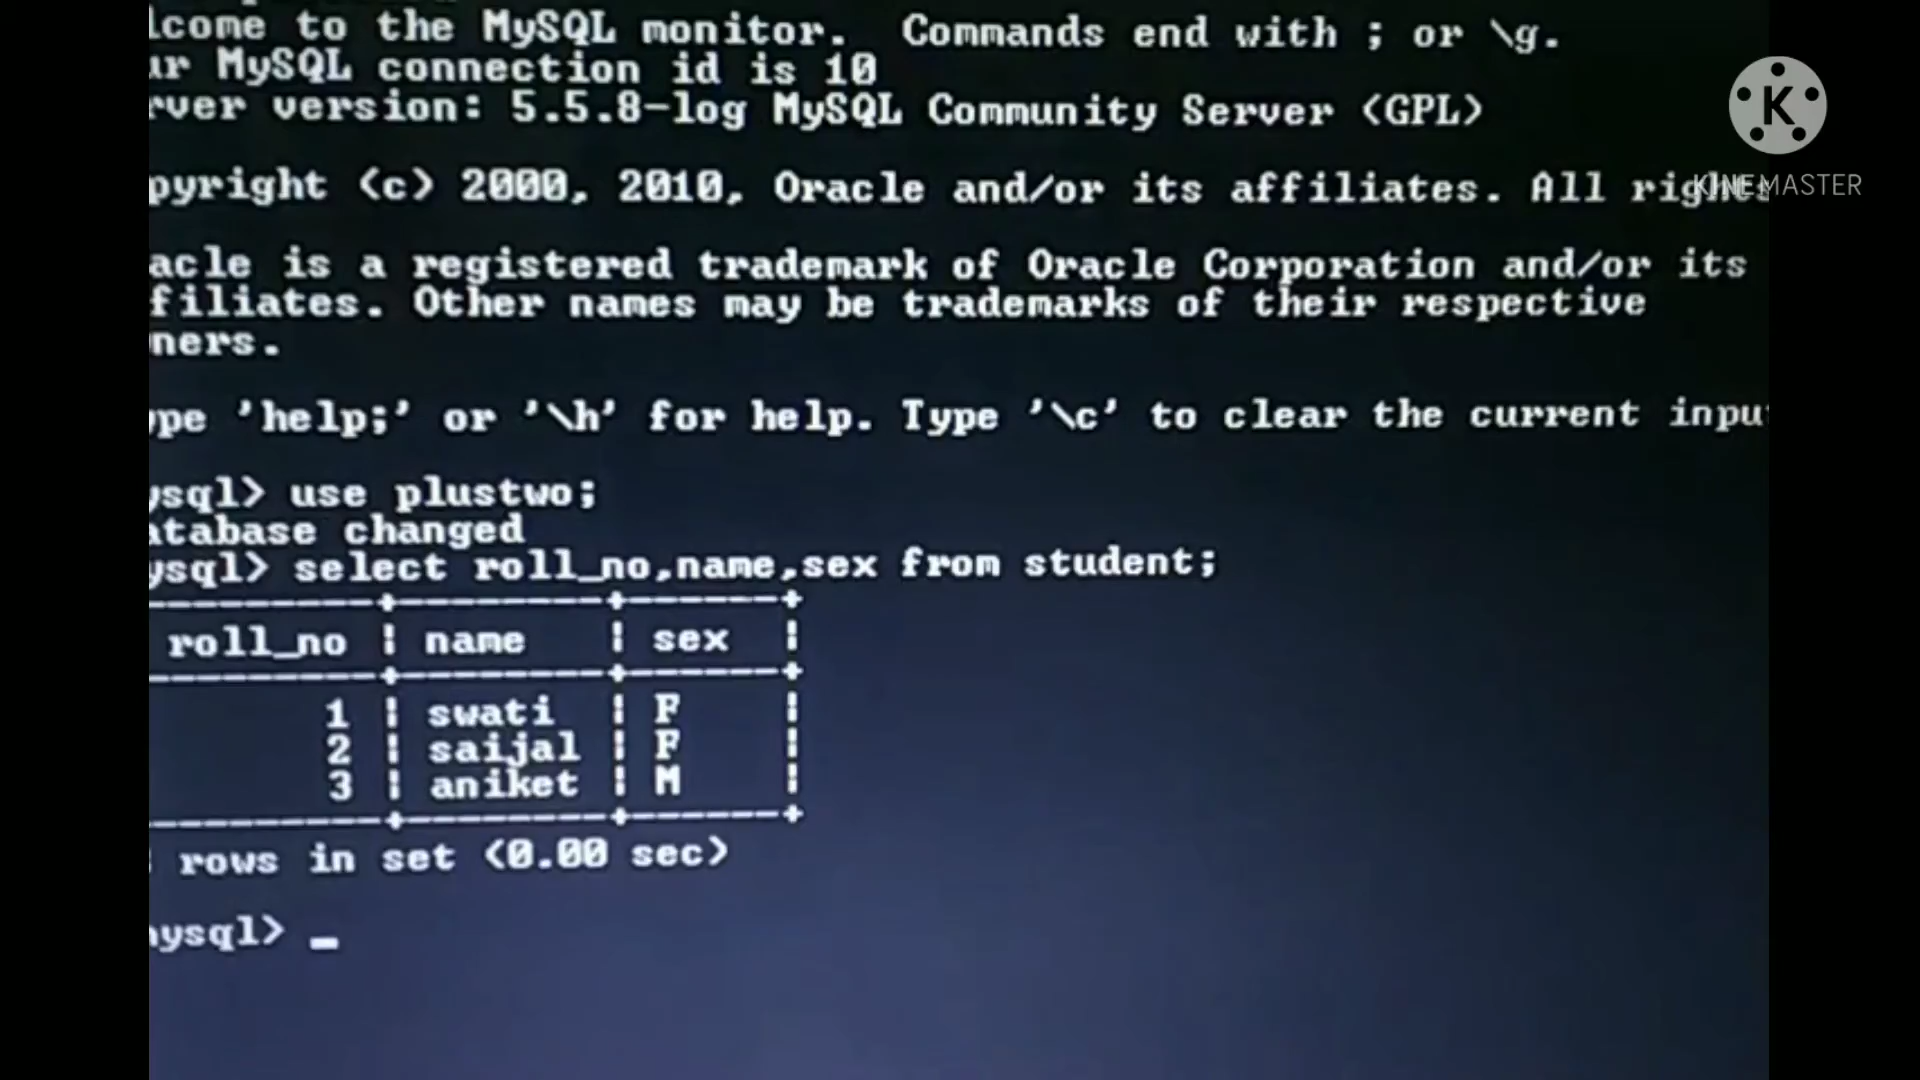 lcome to the MySQL monitor.  Commands end with ; or \g.
ur MySQL connection id is 10
rver version: 5.5.8-log MySQL Community Server (GPL)
pyright (c) 2000, 2010, Oracle and/or its affiliates. All rights
acle is a registered trademark of Oracle Corporation and/or its
filiates. Other names may be trademarks of their respective
ners.
ype 'help;' or '\h' for help. Type '\c' to clear the current inpu
ysql> use plustwo;
atabase changed
ysql> select roll_no,name,sex from student;
roll_no | name | sex |
1 | swati | F |
2 | saijal | F |
3 | aniket | M |
rows in set (0.00 sec)
mysql> _
K
KINEMASTER